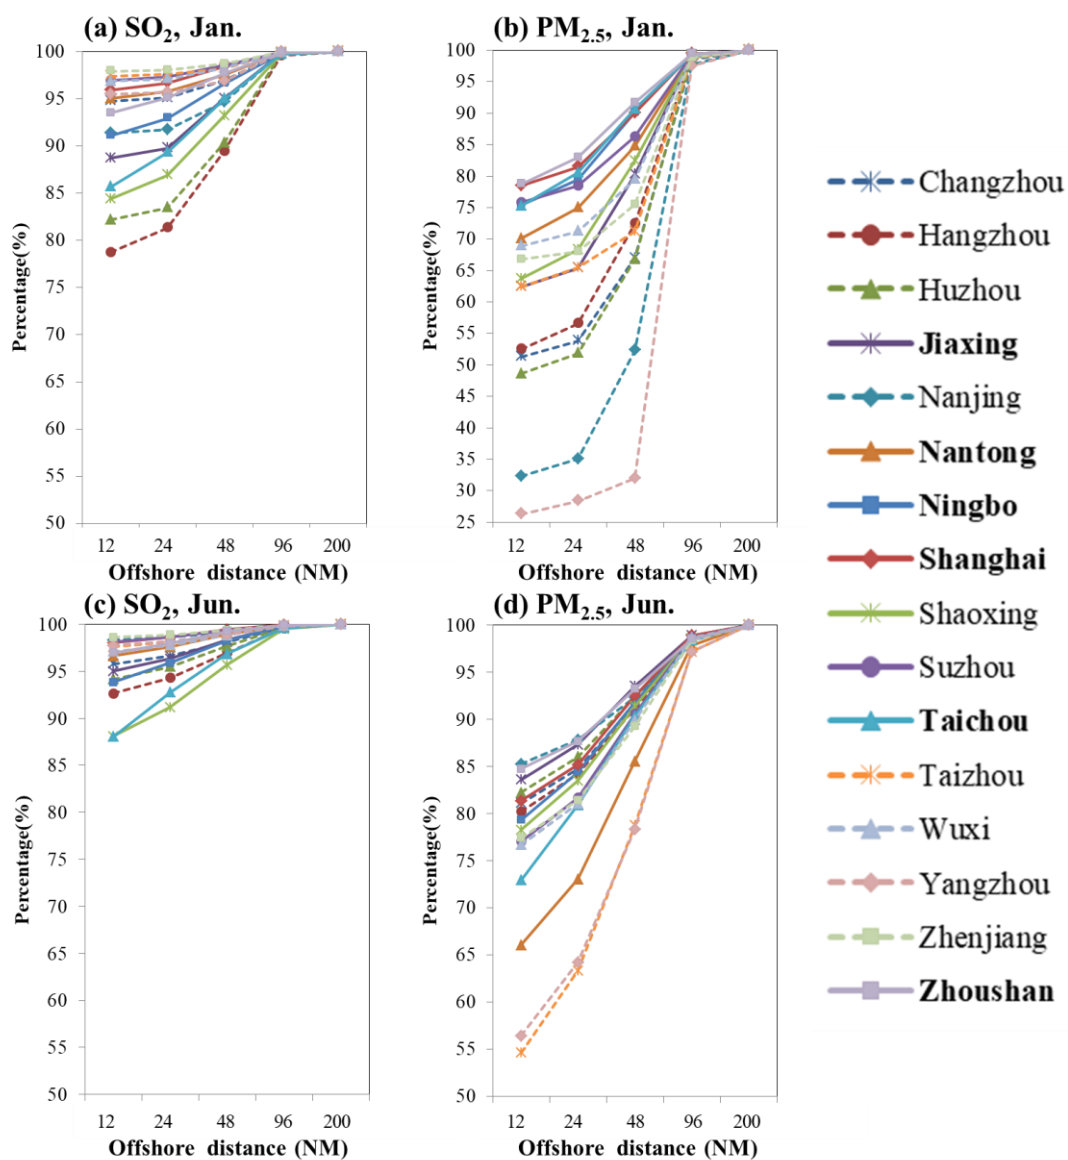 (a) SO2, Jan.
100
95
90
85
80
75
70
65
60
55
50
Percentage(%)
12 24 48 96 200
Offshore distance (NM)
(b) PM2.5, Jan.
100
95
90
85
80
75
70
65
60
55
50
45
40
35
30
25
Percentage(%)
12 24 48 96 200
Offshore distance (NM)
(c) SO2, Jun.
100
95
90
85
80
75
70
65
60
55
50
Percentage(%)
12 24 48 96 200
Offshore distance (NM)
(d) PM2.5, Jun.
100
95
90
85
80
75
70
65
60
55
50
Percentage(%)
12 24 48 96 200
Offshore distance (NM)
Changzhou
Hangzhou
Huzhou
Jiaxing
Nanjing
Nantong
Ningbo
Shanghai
Shaoxing
Suzhou
Taichou
Taizhou
Wuxi
Yangzhou
Zhenjiang
Zhoushan